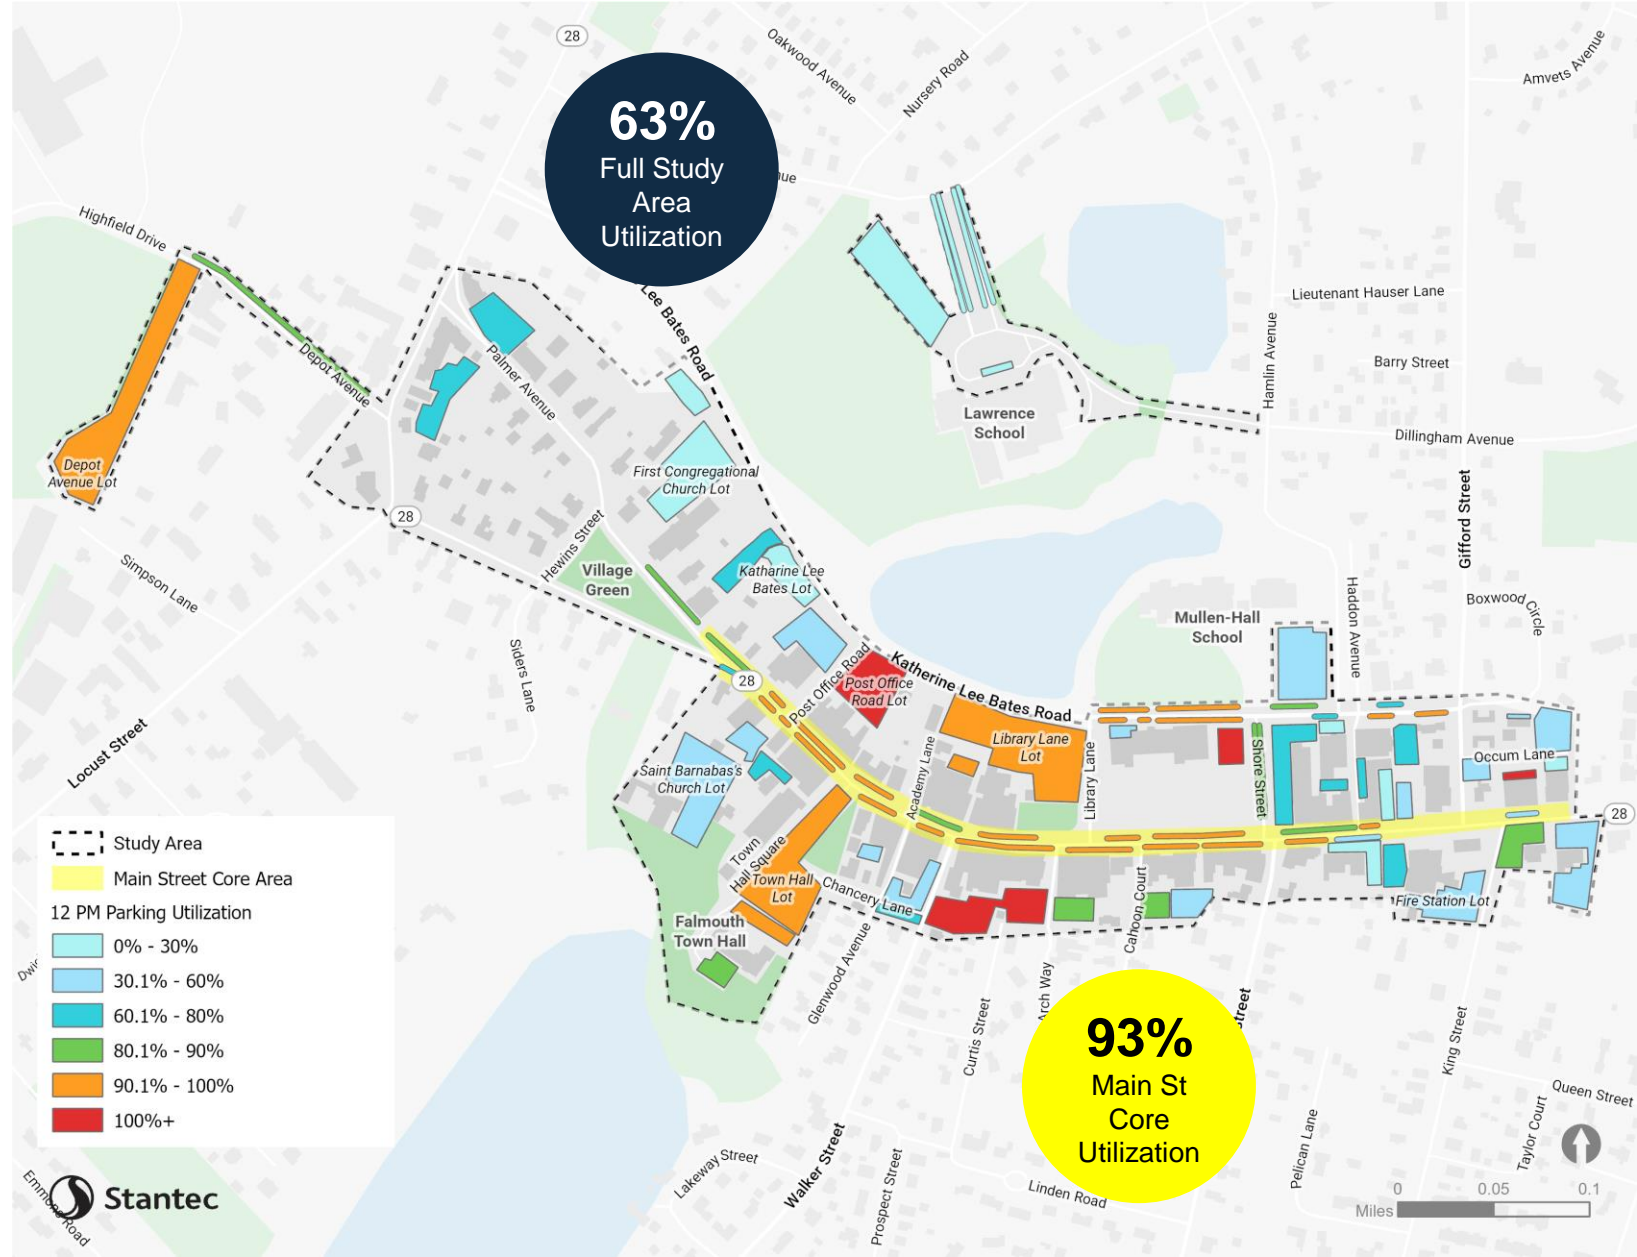 28
Oakwood Avenue
Nursery Road
Amvets Avenue
63%
Full Study
Area
Utilization
Highfield Drive
Lee Bates Road
Lieutenant Hauser Lane
Hamlin Avenue
Barry Street
Depot Avenue
Palmer Avenue
Lawrence
School
Dillingham Avenue
Depot
Avenue Lot
First Congregational
Church Lot
Gifford Street
28
Hewins Street
Simpson Lane
Village
Green
Katharine Lee
Bates Lot
Haddon Avenue
Boxwood Circle
Mullen-Hall
School
Siders Lane
28
Post Office Road
Post Office
Road Lot
Katherine Lee Bates Road
Locust Street
Library Lane
Lot
Library Lane
Shore Street
Occum Lane
Academy Lane
Saint Barnabas's
Church Lot
28
Town
Hall Square
Town Hall
Lot
Chancery Lane
Cahoon Court
Fire Station Lot
Falmouth
Town Hall
Glenwood Avenue
Study Area
Main Street Core Area
12 PM Parking Utilization
0% - 30%
30.1% - 60%
60.1% - 80%
80.1% - 90%
90.1% - 100%
100%+
Curtis Street
Arch Way
93%
Main St
Core
Utilization
King Street
Queen Street
Taylor Court
Pelican Lane
Walker Street
Lakeway Street
Prospect Street
Linden Road
Road
Stantec
0 0.05 0.1
Miles